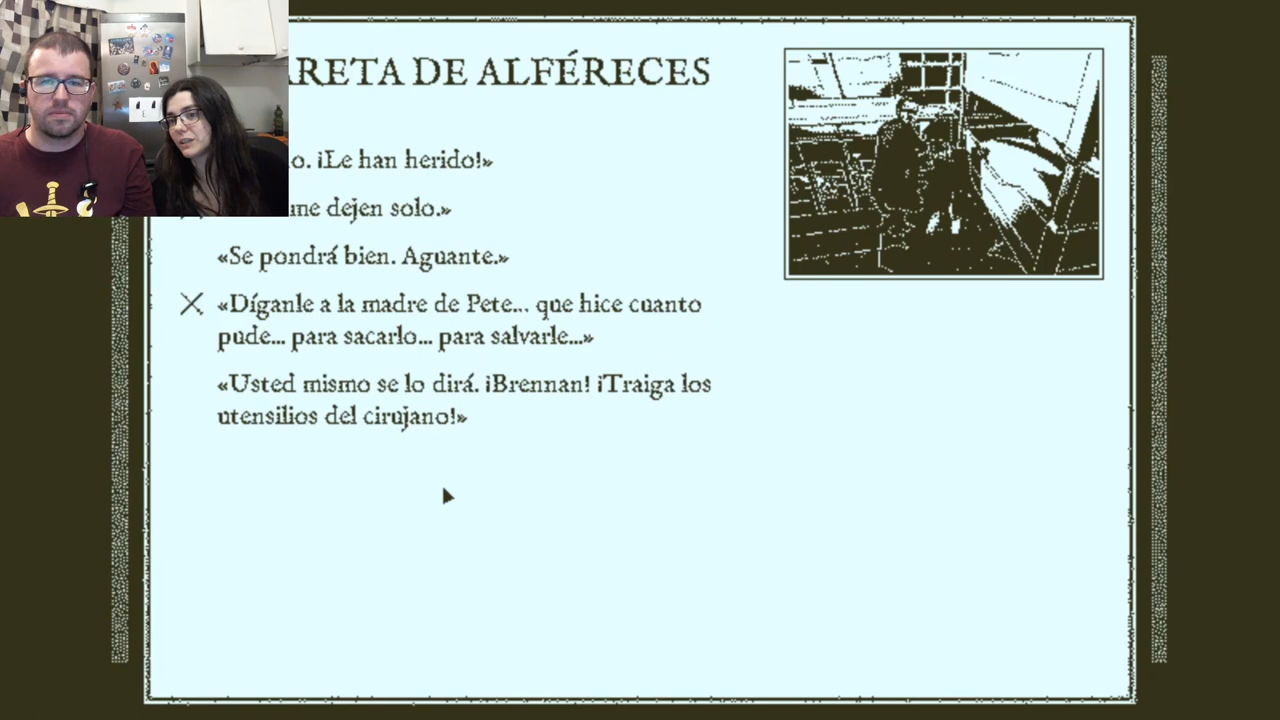 RETA DE ALFÉRECES
o. ¡Le han herido!»
me dejen solo.»
«Se pondrá bien. Aguante.»
«Díganle a la madre de Pete... que hice cuanto
pude... para sacarlo... para salvarle...»
«Usted mismo se lo dirá. ¡Brennan! ¡Traiga los
utensilios del cirujano!»